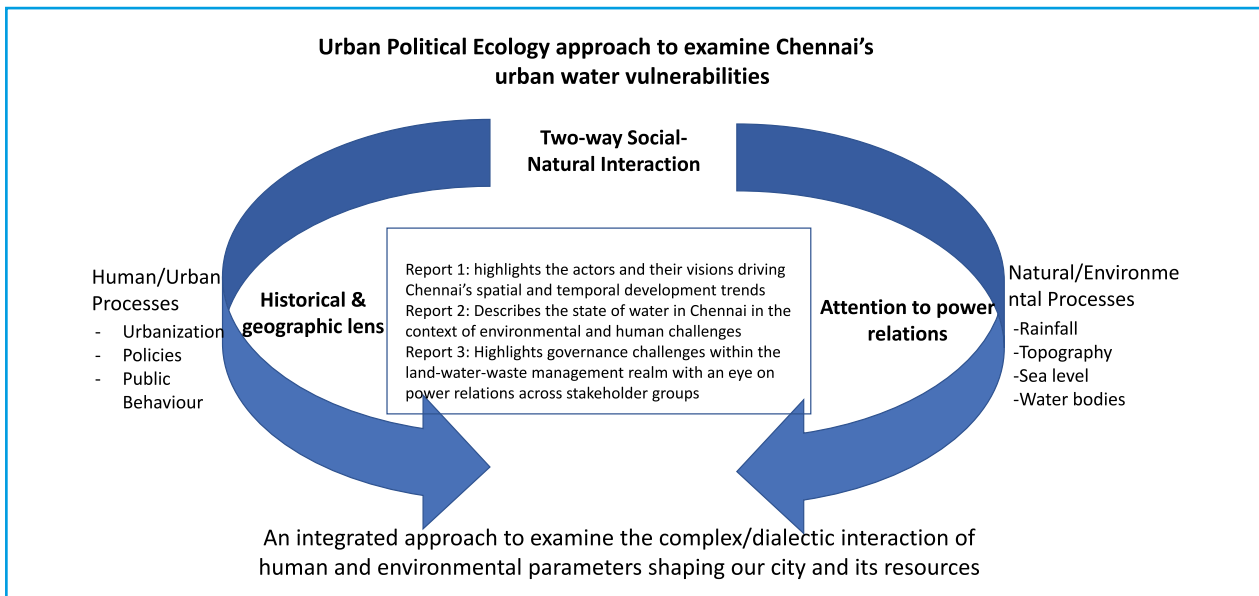 Urban Political Ecology approach to examine Chennai’s
urban water vulnerabilities
Two-way Social-
Natural Interaction
Human/Urban
Processes
- Urbanization
- Policies
- Public
Behaviour
Historical &
geographic lens
Report 1: highlights the actors and their visions driving
Chennai’s spatial and temporal development trends
Report 2: Describes the state of water in Chennai in the
context of environmental and human challenges
Report 3: Highlights governance challenges within the
land-water-waste management realm with an eye on
power relations across stakeholder groups
Attention to power
relations
Natural/Environme
ntal Processes
-Rainfall
-Topography
-Sea level
-Water bodies
An integrated approach to examine the complex/dialectic interaction of
human and environmental parameters shaping our city and its resources